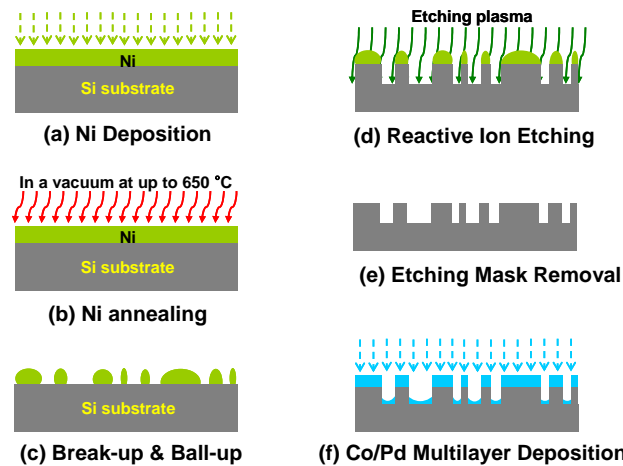 Ni
Si substrate
(a) Ni Deposition
In a vacuum at up to 650 °C
Ni
Si substrate
(b) Ni annealing
Si substrate
(c) Break-up & Ball-up
Etching plasma
(d) Reactive Ion Etching
(e) Etching Mask Removal
(f) Co/Pd Multilayer Deposition